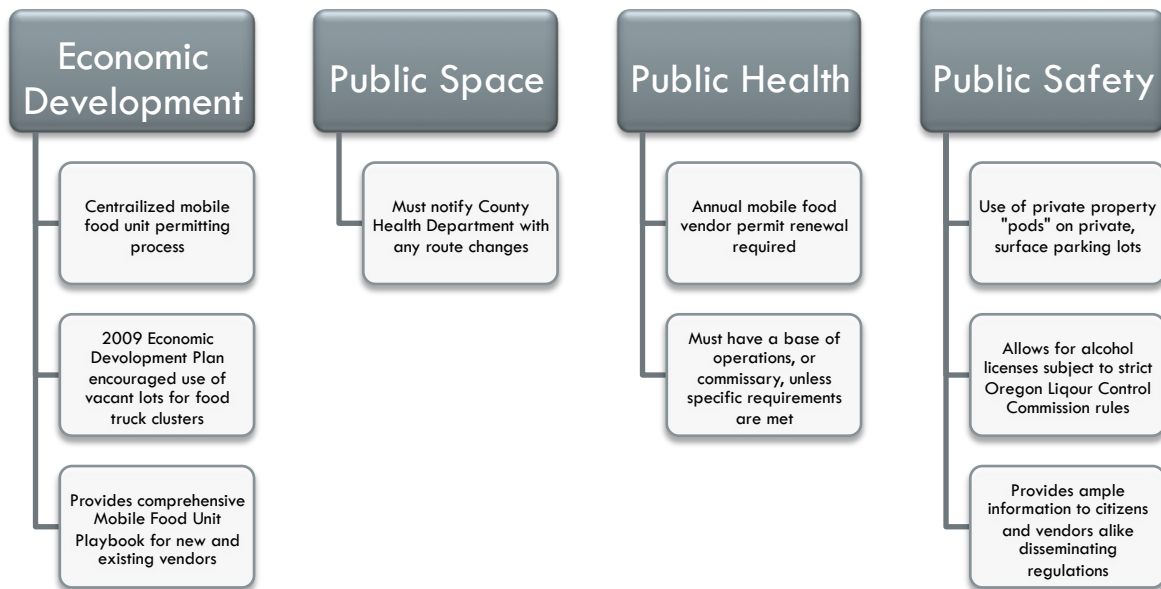 Economic
Development
Centrailized mobile
food unit permitting
process
2009 Economic
Devolopment Plan
encouraged use of
vacant lots for food
truck clusters
Provides comprehensive
Mobile Food Unit
Playbook for new and
existing vendors
Public Space
Must notify County
Health Department with
any route changes
Public Health
Annual mobile food
vendor permit renewal
required
Must have a base of
operations, or
commissary, unless
specific requirements
are met
Public Safety
Use of private property
"pods" on private,
surface parking lots
Allows for alcohol
licenses subject to strict
Oregon Liqour Control
Commission rules
Provides ample
information to citizens
and vendors alike
disseminating
regulations